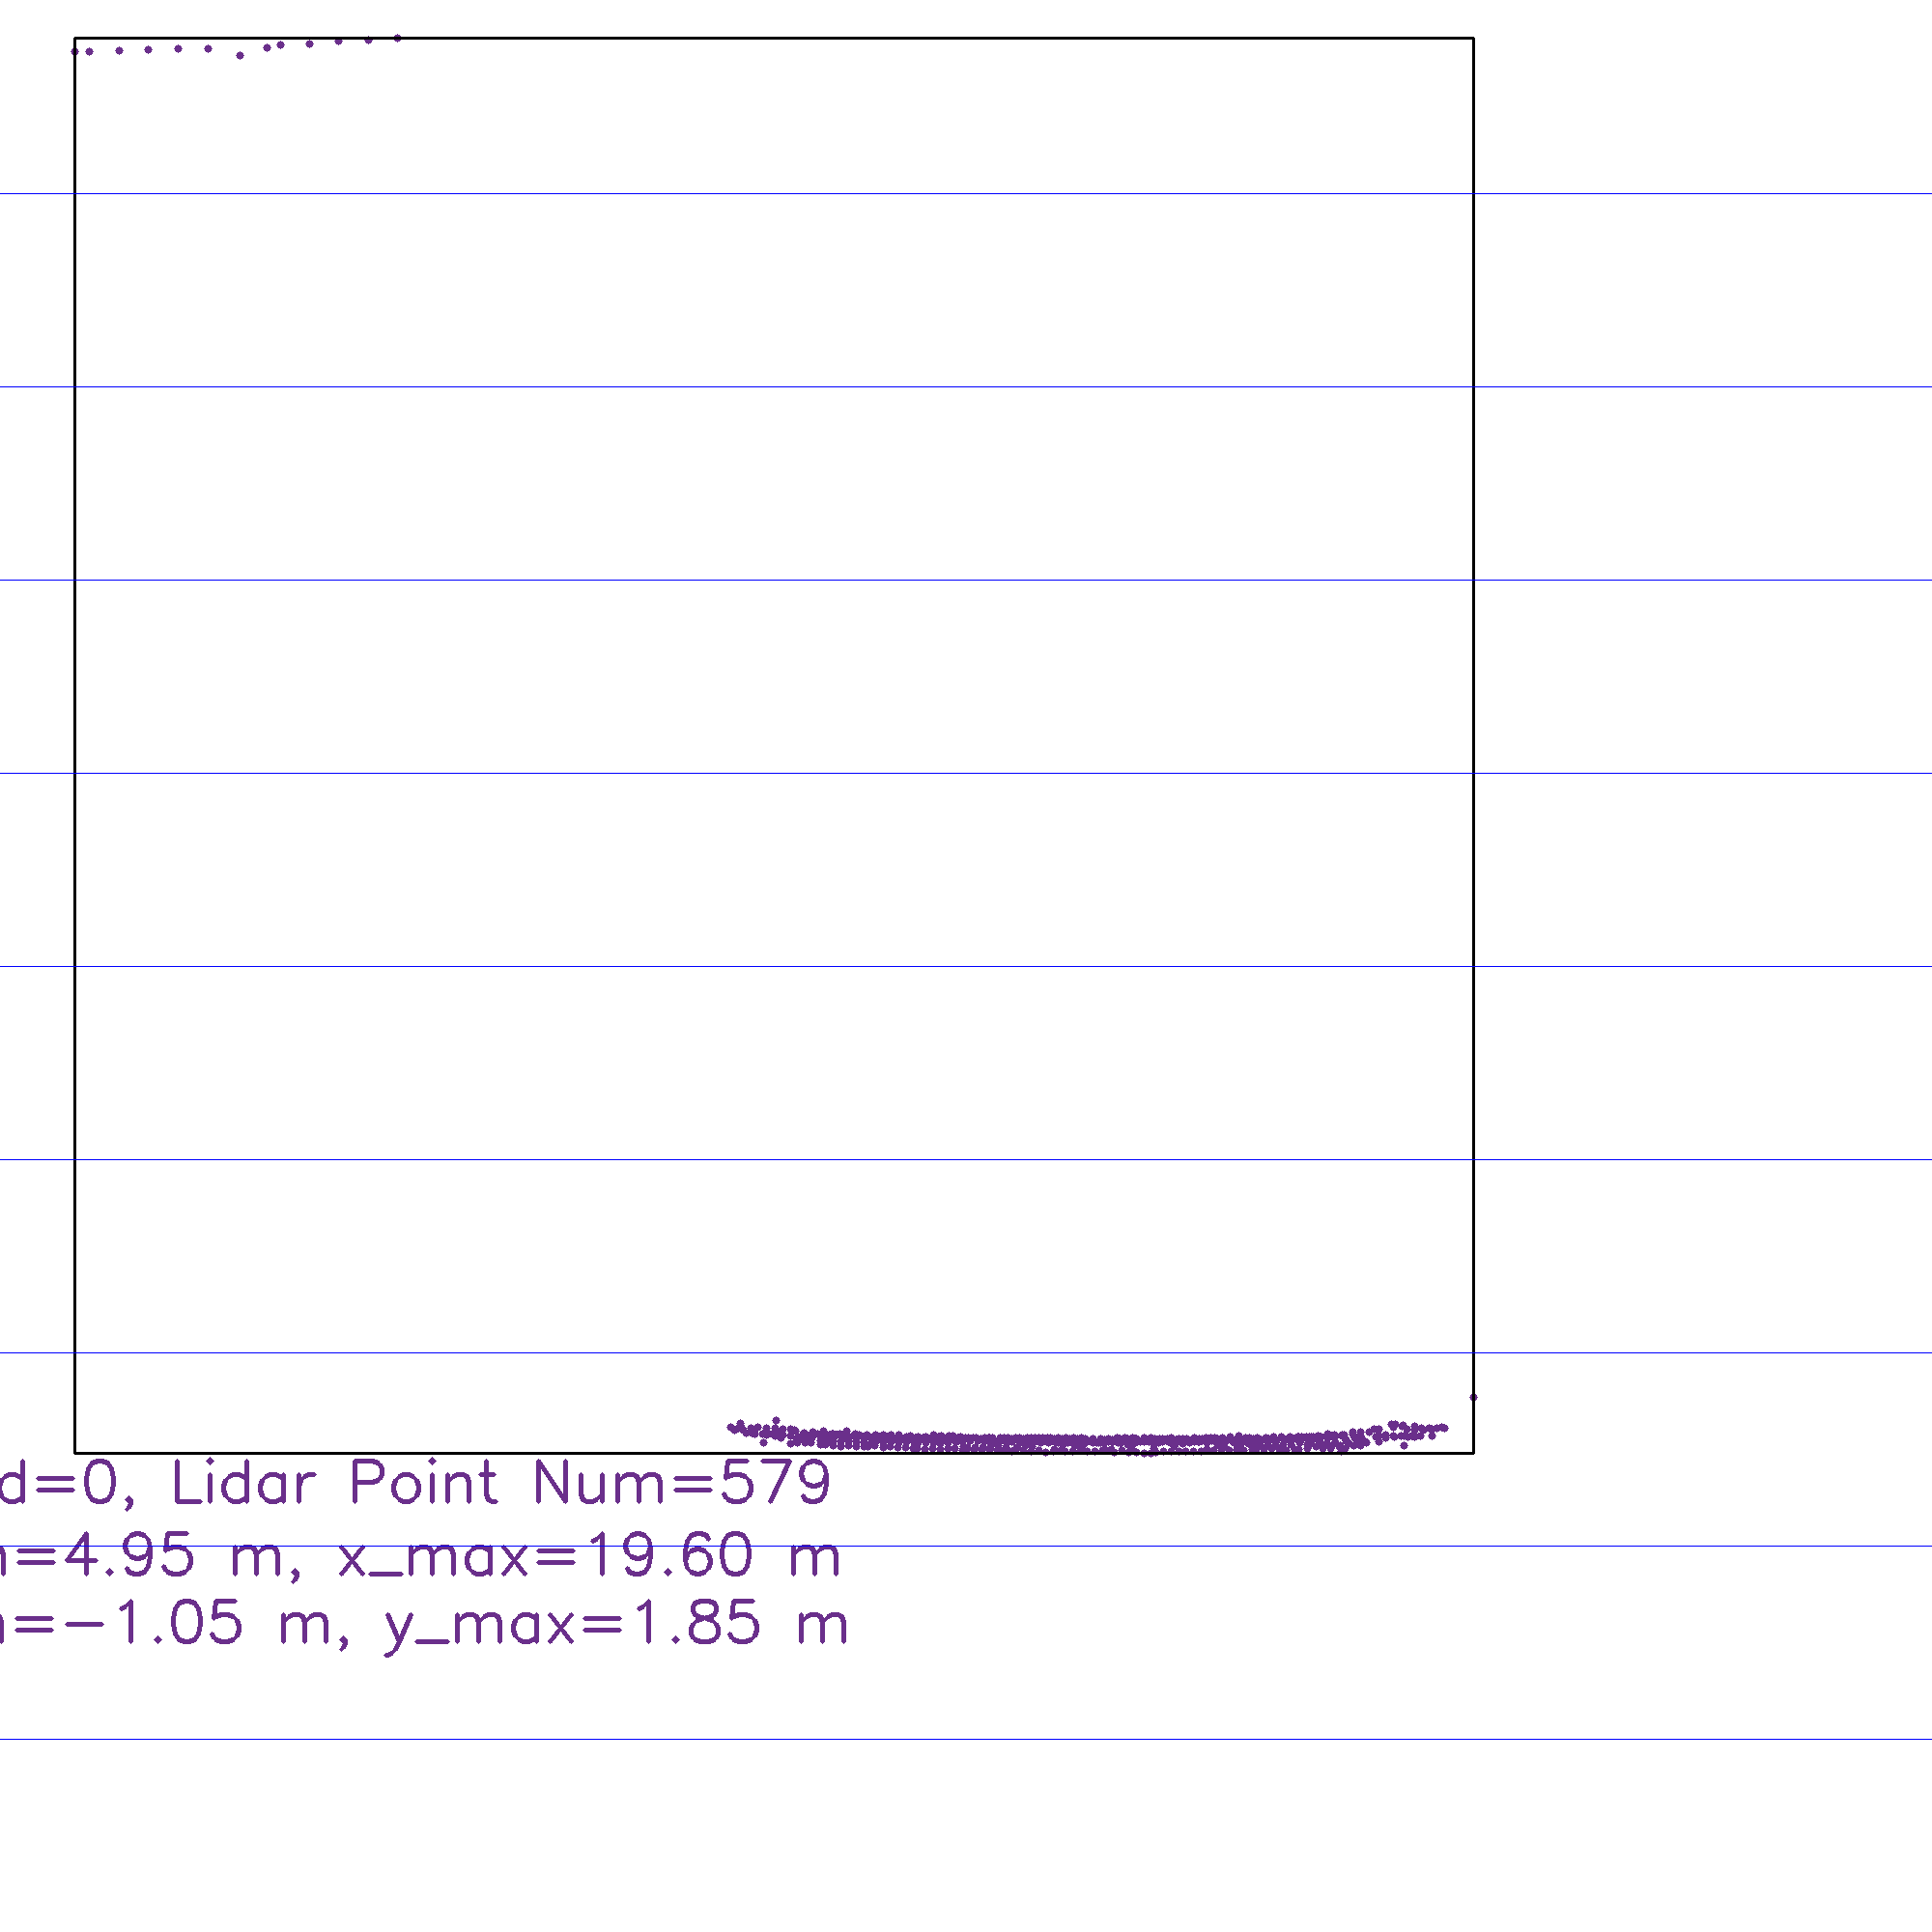 d=0, Lidar Point Num=579
=4.95 m, x_max=19.60 m
=-1.05 m, y_max=1.85 m